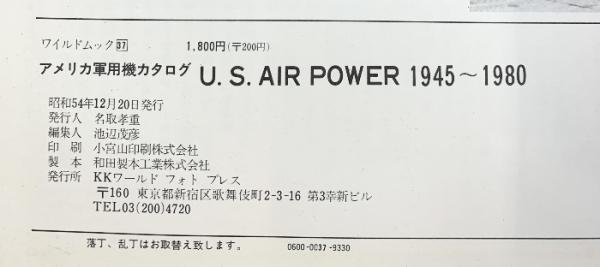 ワイルドムック37　1,800円(〒200円)
アメリカ軍用機カタログ U. S. AIR POWER 1945～1980
昭和54年12月20日発行
発行人　名取孝重
編集人　池辺茂彦
印　刷　小宮山印刷株式会社
製　本　和田製本工業株式会社
発行所　KKワールド フォト プレス
〒160　東京都新宿区歌舞伎町2-3-16　第3幸新ビル
TEL03(200)4720
落丁、乱丁はお取替え致します。　0600-0037-9330